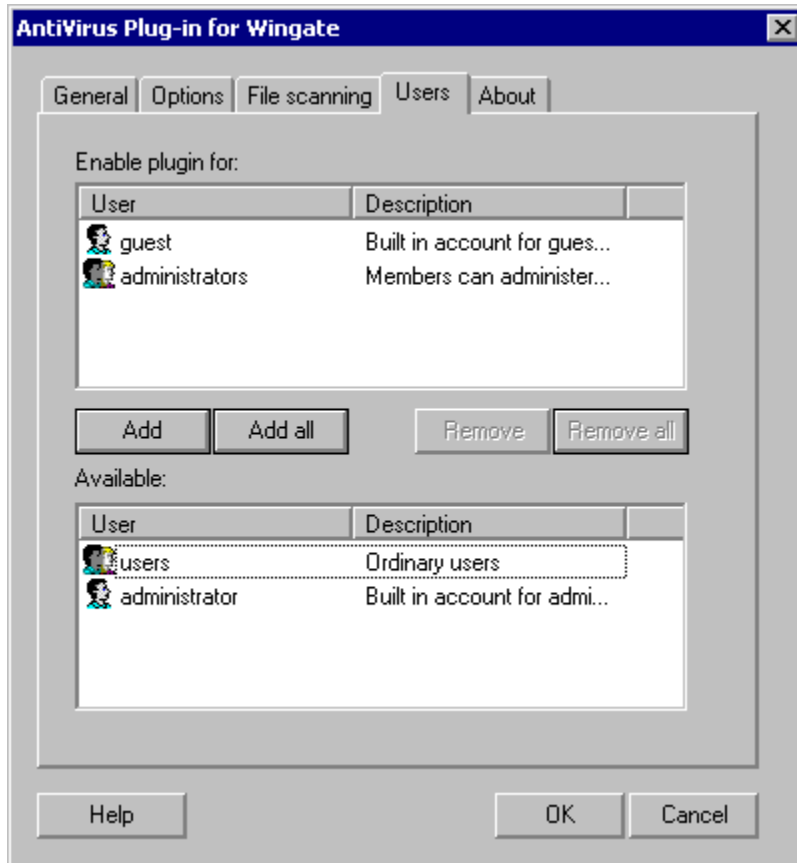 AntiVirus Plug-in for Wingate
General Options File scanning Users About
Enable plugin for:
User Description
guest Built in account for gues...
administrators Members can administer...
Add Add all Remove Remove all
Available:
User Description
users Ordinary users
administrator Built in account for admi...
Help OK Cancel